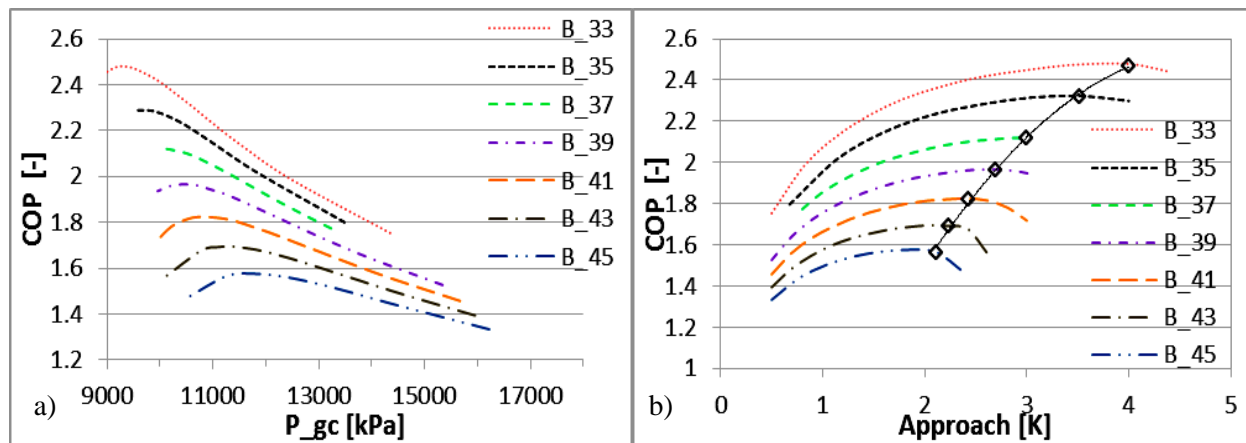 2.6
2.4
2.2
2
1.8
1.6
1.4
1.2
COP [-]
9000 11000 13000 15000 17000
P_gc [kPa]
a)
B_33
B_35
B_37
B_39
B_41
B_43
B_45
2.6
2.4
2.2
2
1.8
1.6
1.4
1.2
1
COP [-]
0 1 2 3 4 5
Approach [K]
b)
B_33
B_35
B_37
B_39
B_41
B_43
B_45